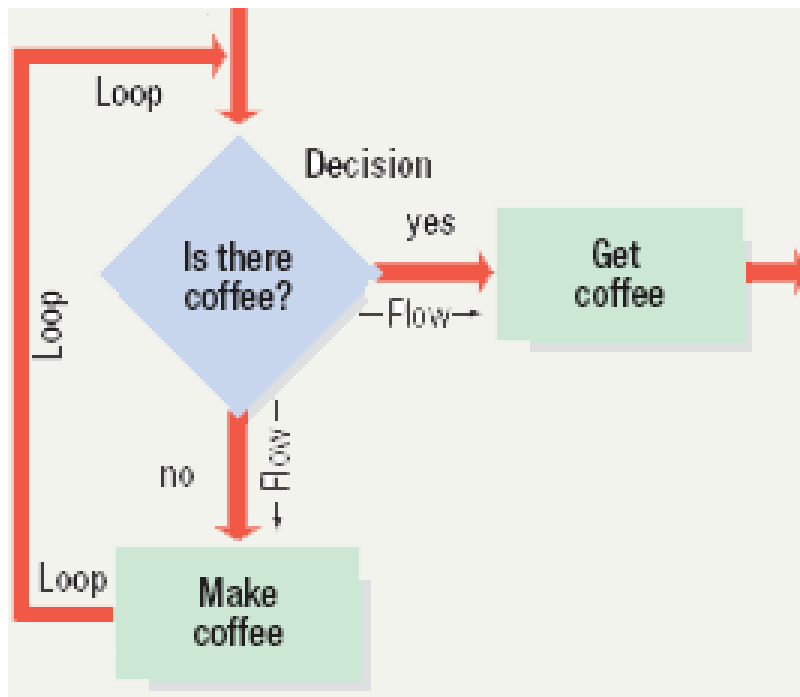 Loop
Decision
yes
Is there
coffee?
Get
coffee
Flow
Loop
no
Flow
Loop
Make
coffee